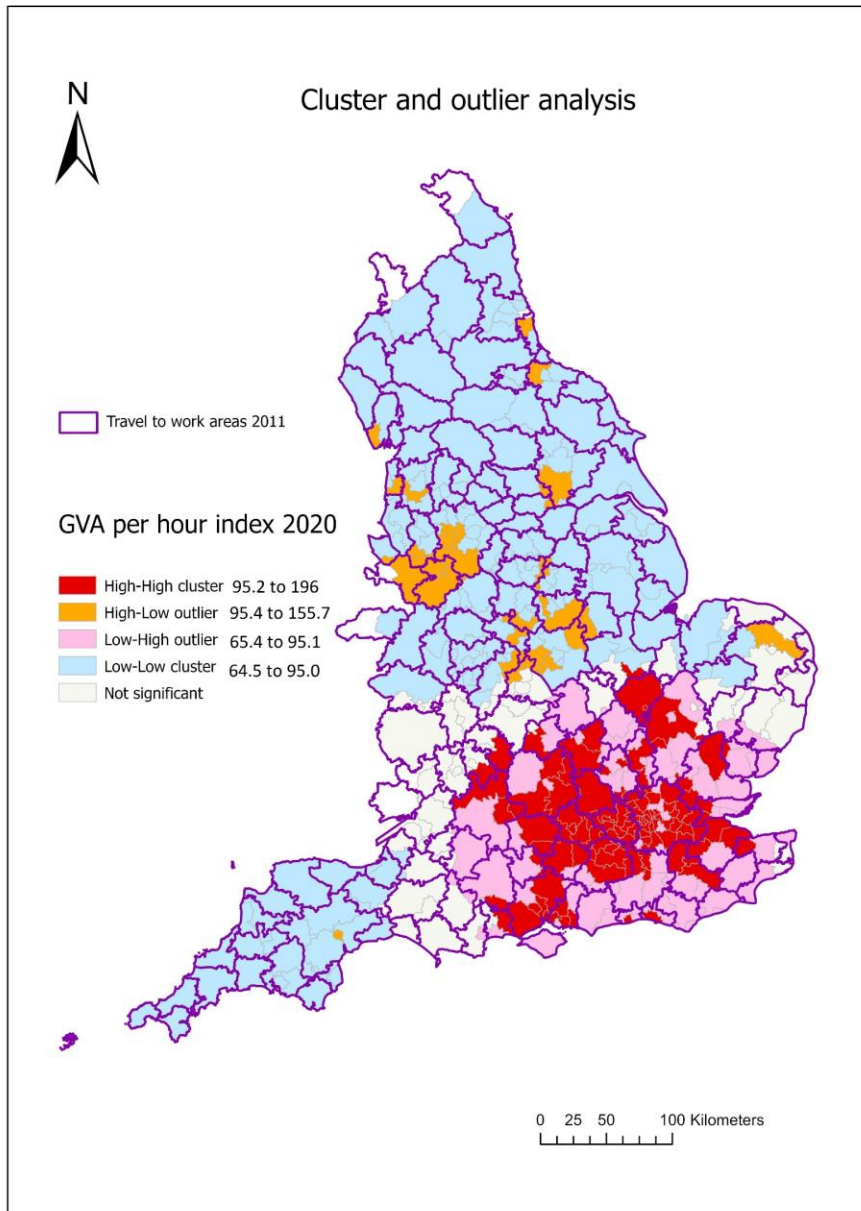 N
Cluster and outlier analysis
Travel to work areas 2011
GVA per hour index 2020
High-High cluster 95.2 to 196
High-Low outlier 95.4 to 155.7
Low-High outlier 65.4 to 95.1
Low-Low cluster 64.5 to 95.0
Not significant
0 25 50 100 Kilometers